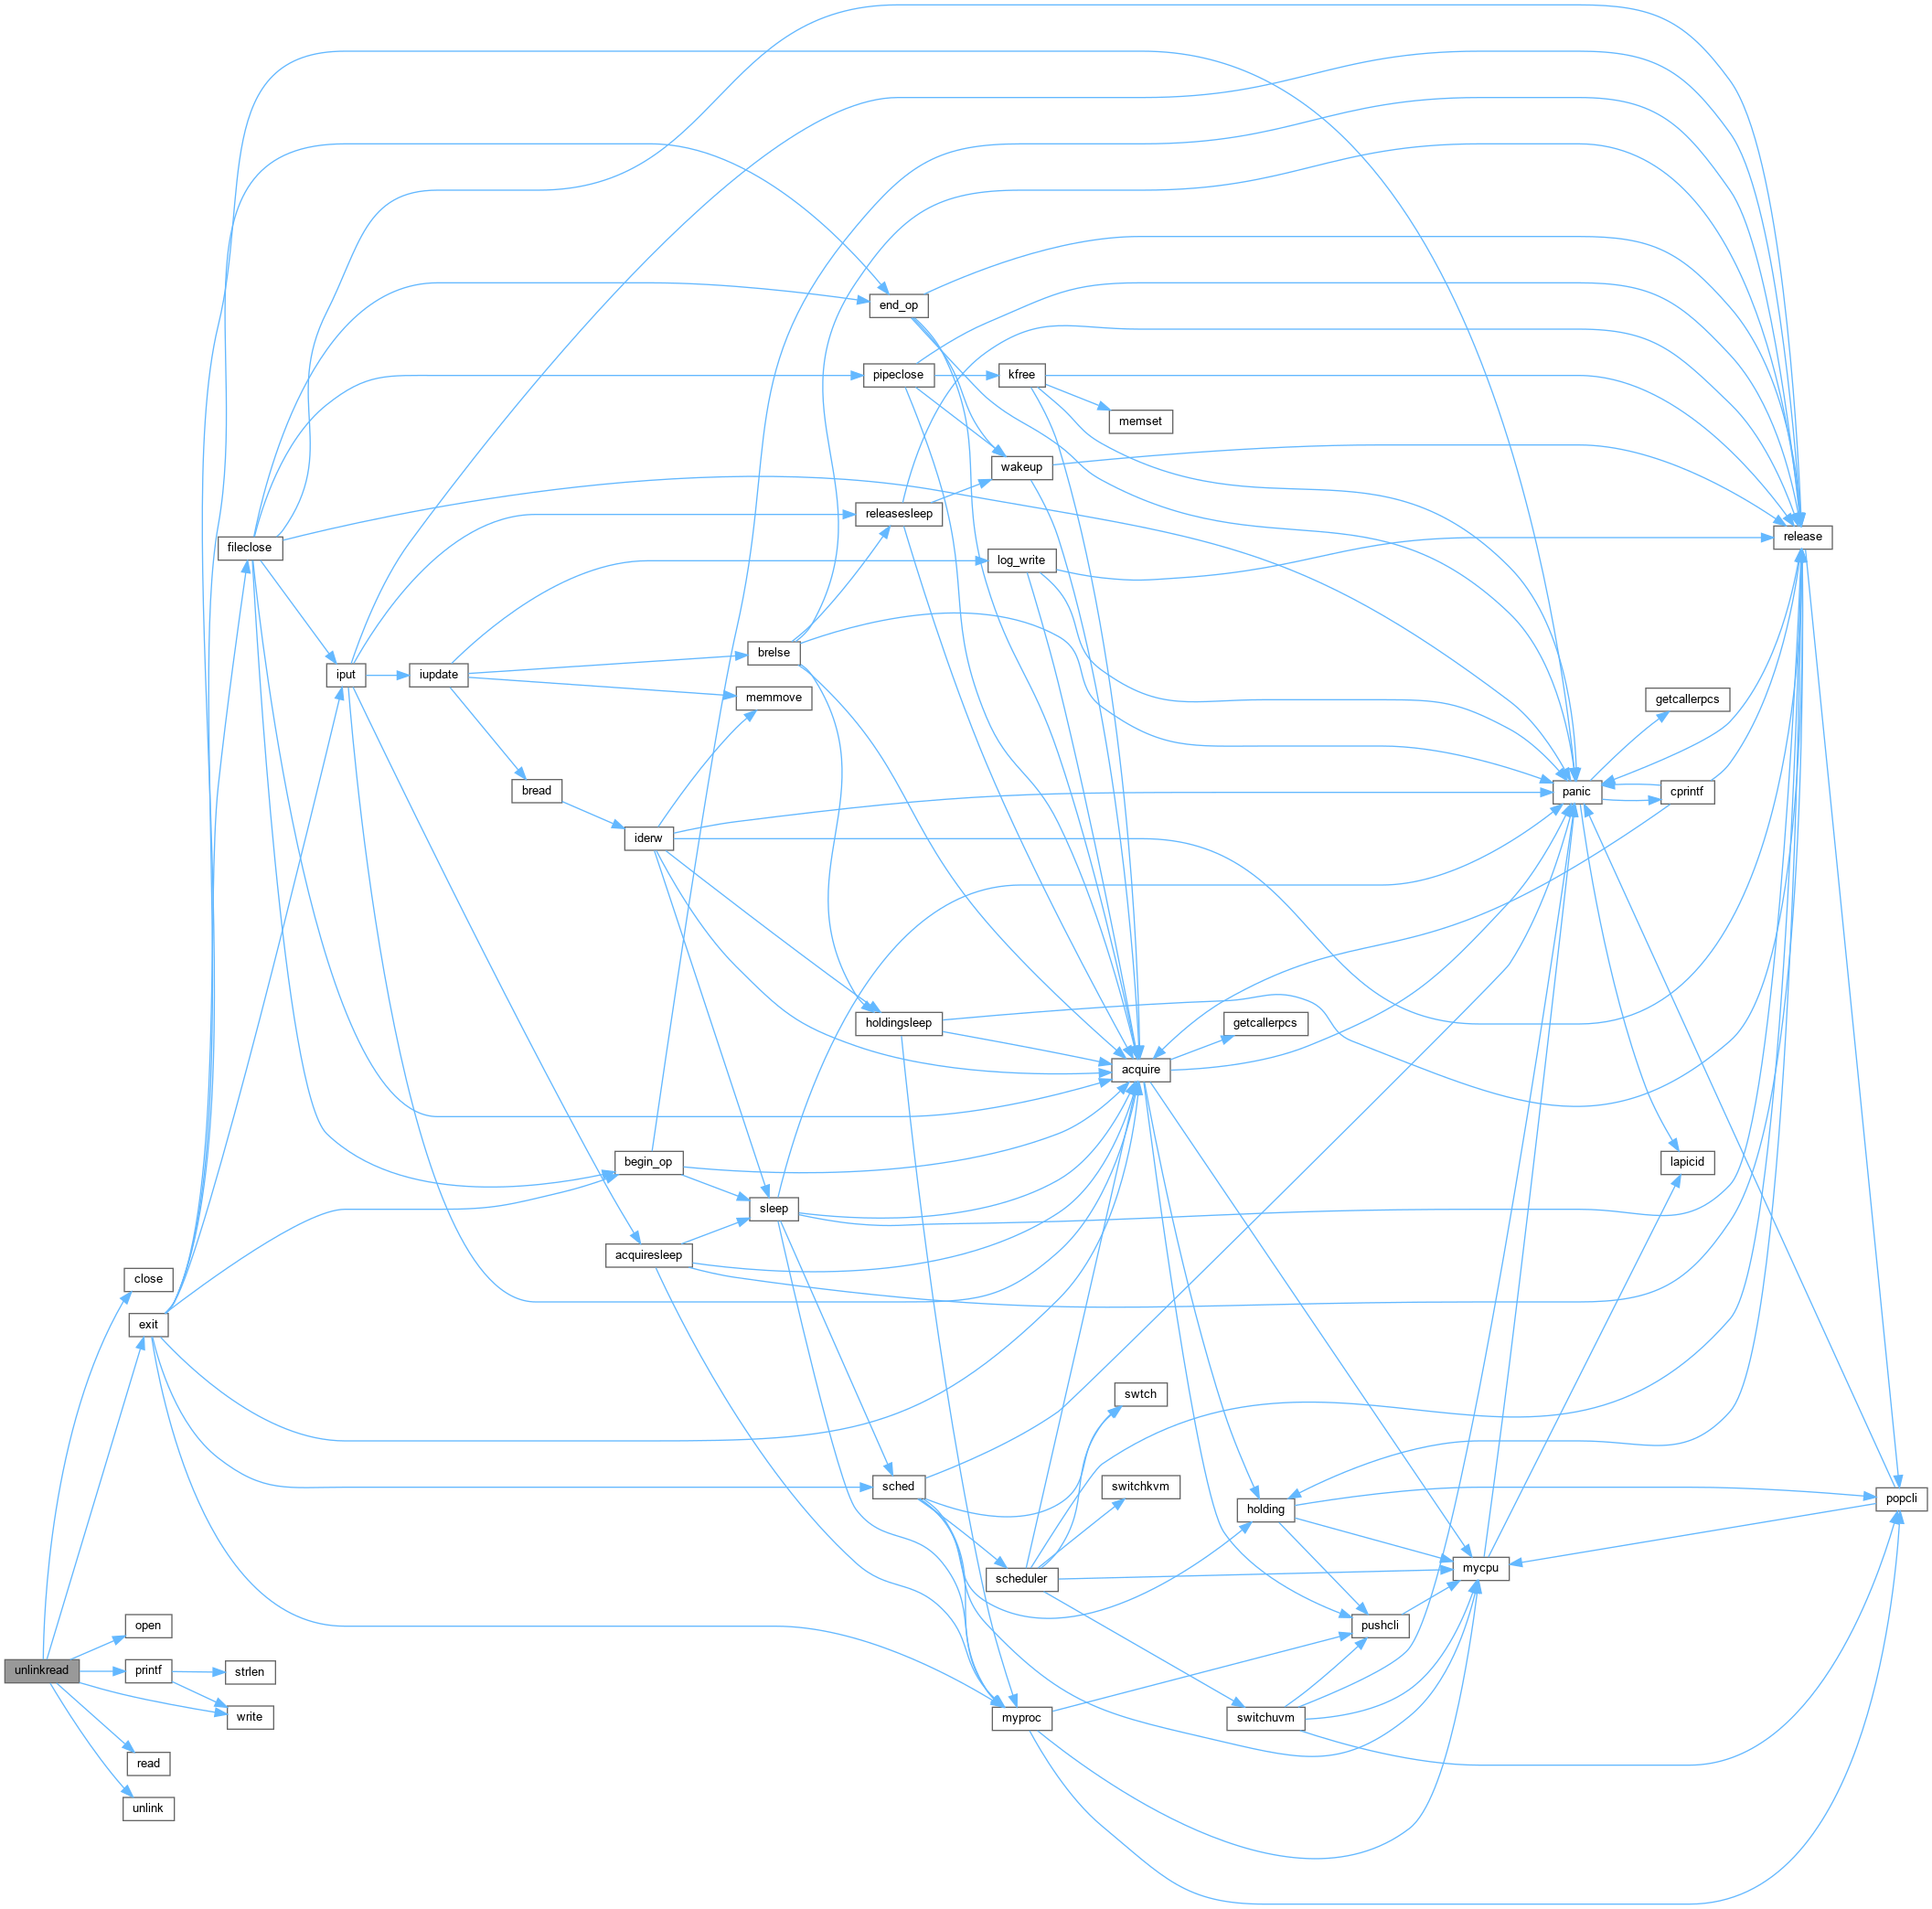 end_op
pipeclose
kfree
memset
wakeup
releasesleep
release
fileclose
log_write
brelse
iput
iupdate
memmove
getcallerpcs
bread
panic
cprintf
iderw
holdingsleep
getcallerpcs
acquire
begin_op
lapicid
sleep
acquiresleep
close
exit
swtch
sched
switchkvm
popcli
holding
scheduler
mycpu
open
pushcli
unlinkread
printf
strlen
write
myproc
switchuvm
read
unlink